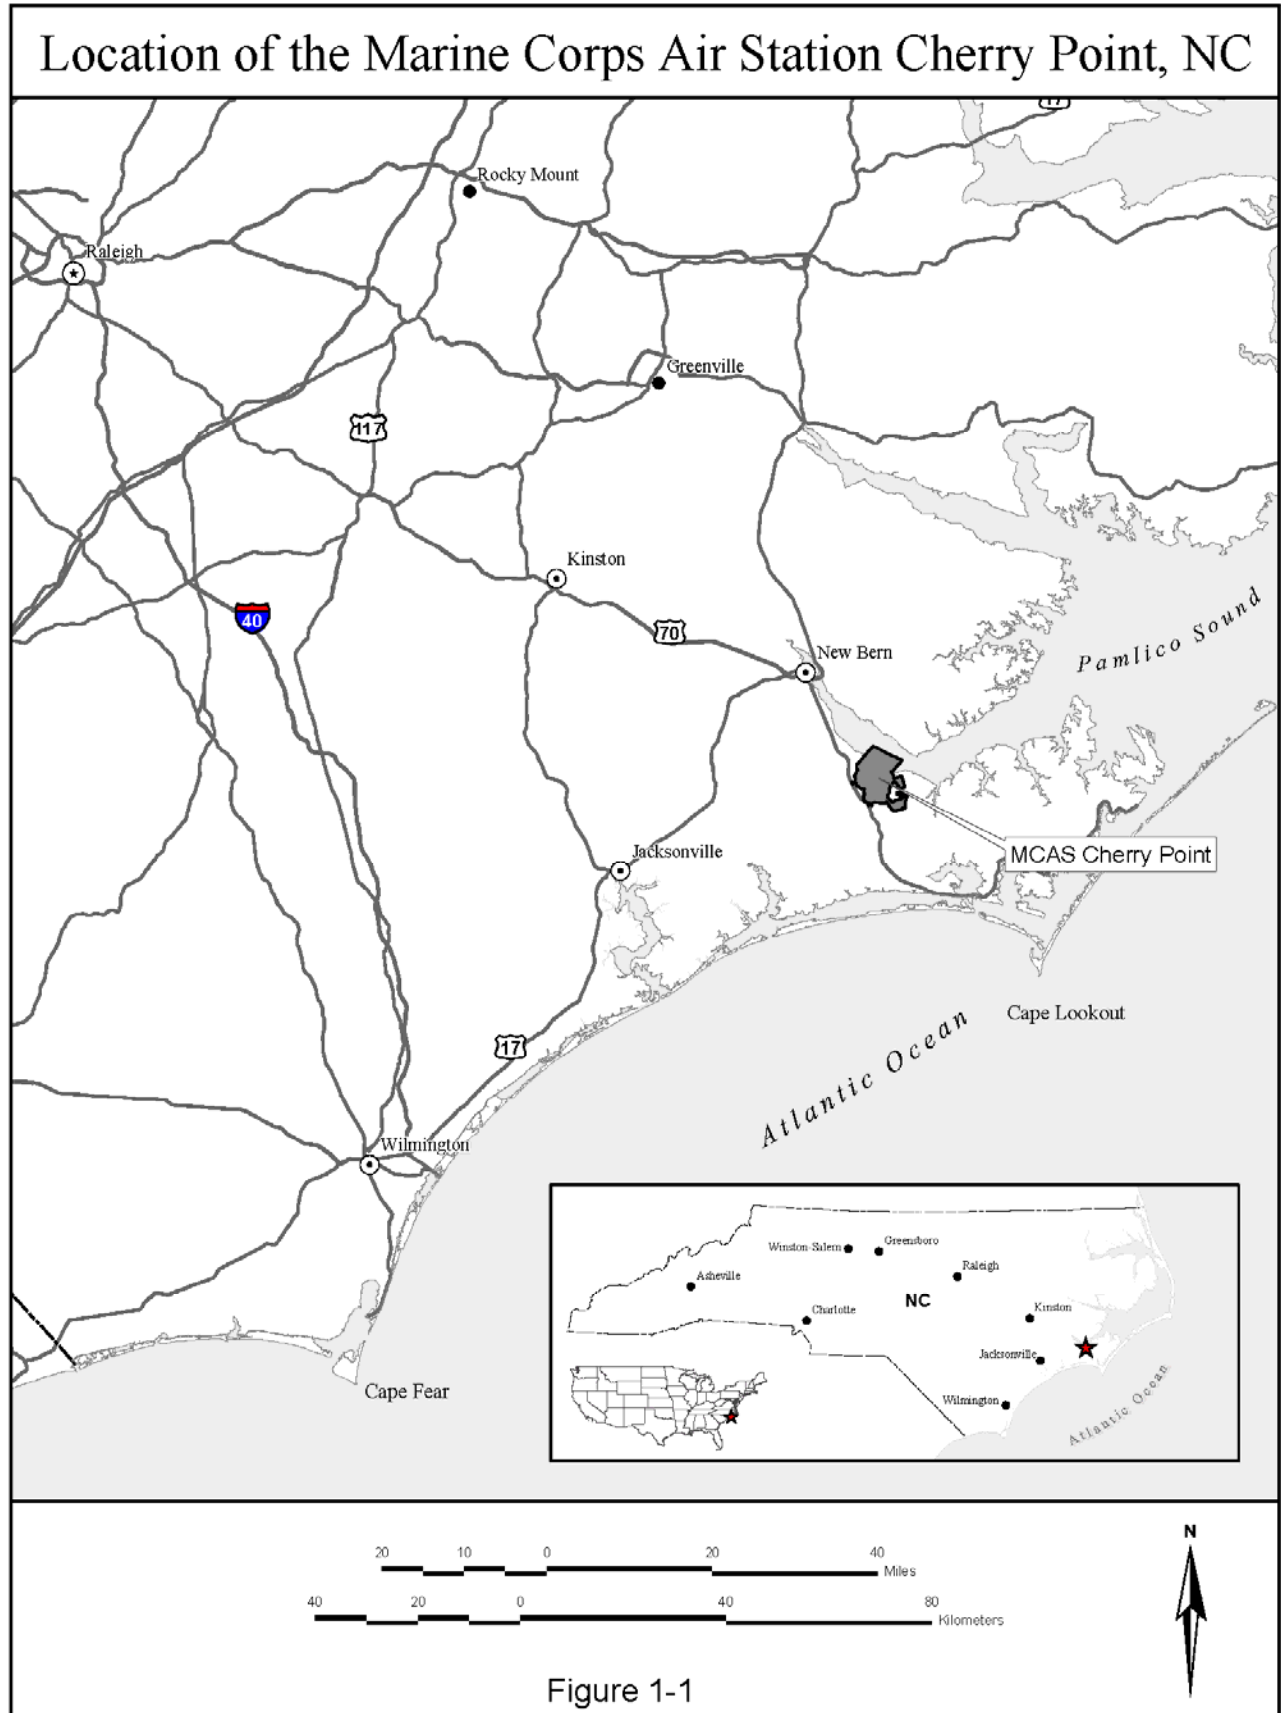 Location of the Marine Corps Air Station Cherry Point, NC
17
Rocky Mount
Raleigh
Greenville
117
Kinston
40
70
New Bern
Pamlico Sound
MCAS Cherry Point
Jacksonville
Cape Lookout
Atlantic Ocean
17
Wilmington
Cape Fear
Winston-Salem
Greensboro
Raleigh
Asheville
NC
Charlotte
Kinston
Jacksonville
Wilmington
Atlantic Ocean
20 10 0 20 40
Miles
40 20 0 40 80
Kilometers
N
Figure 1-1